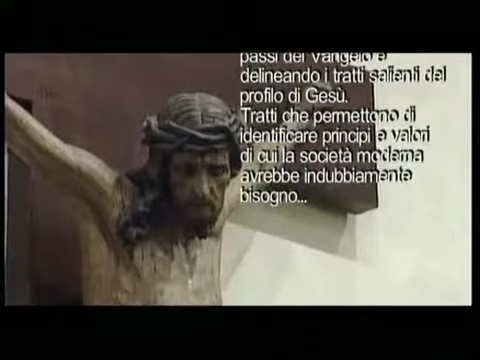 passi del Vangelo e
delineando i tratti salienti del
profilo di Gesù.
Tratti che permettono di
identificare principi e valori
di cui la società moderna
avrebbe indubbiamente
bisogno...